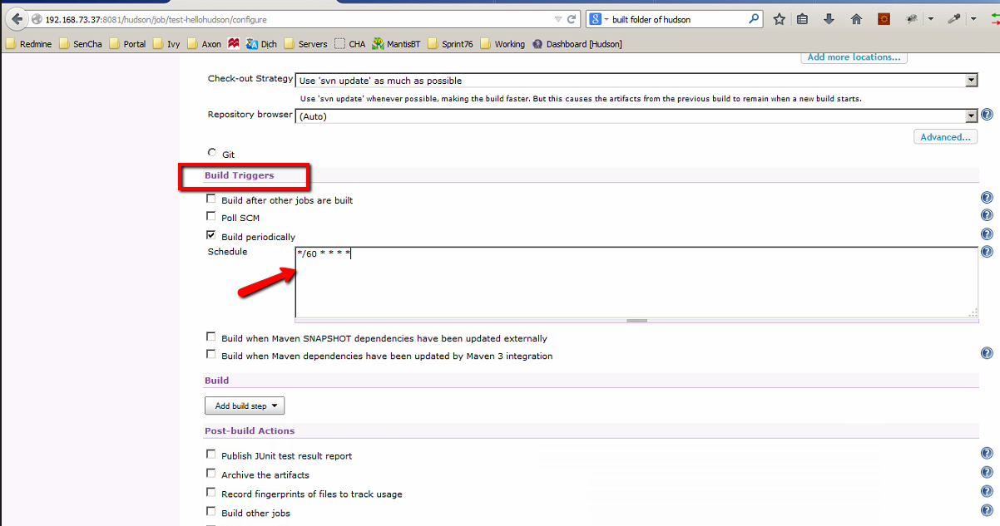 192.168.73.37:8081/hudson/job/test-hellohudson/configure
built folder of hudson
Redmine SenCha Portal Ivy Axon Dịch Servers CHA MantisBT Sprint76 Working Dashboard [Hudson]
Add more locations...
Check-out Strategy Use 'svn update' as much as possible
Use 'svn update' whenever possible, making the build faster. But this causes the artifacts from the previous build to remain when a new build starts.
Repository browser (Auto)
Advanced...
Git
Build Triggers
Build after other jobs are built
Poll SCM
Build periodically
Schedule */60 * * * *
Build when Maven SNAPSHOT dependencies have been updated externally
Build when Maven dependencies have been updated by Maven 3 integration
Build
Add build step
Post-build Actions
Publish JUnit test result report
Archive the artifacts
Record fingerprints of files to track usage
Build other jobs